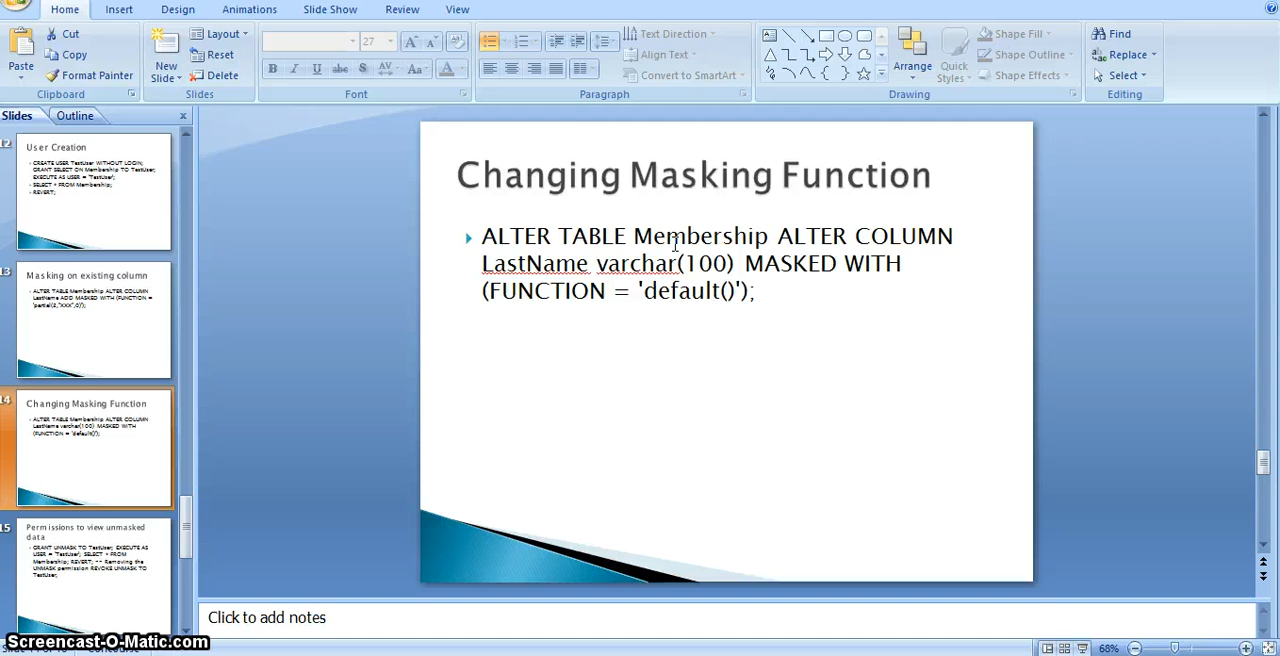 Home Insert Design Animations Slide Show Review View
Paste
Cut
Copy
Format Painter
Clipboard
New
Slide
Layout
Reset
Delete
Slides
27
Font
Text Direction
Align Text
Convert to SmartArt
Paragraph
Arrange
Quick
Styles
Shape Fill
Shape Outline
Shape Effects
Drawing
Find
Replace
Select
Editing
Slides Outline
12
User Creation
CREATE USER TestUser WITHOUT LOGIN;
GRANT SELECT ON Membership TO TestUser;
EXECUTE AS USER = 'TestUser';
SELECT * FROM Membership;
REVERT;
13
Masking on existing column
ALTER TABLE Membership ALTER COLUMN
LastName ADD MASKED WITH (FUNCTION =
'partial(2,"XXX",0)');
14
Changing Masking Function
ALTER TABLE Membership ALTER COLUMN
LastName varchar(100) MASKED WITH
(FUNCTION = 'default()');
15
Permissions to view unmasked
data
GRANT UNMASK TO TestUser; EXECUTE AS
USER = 'TestUser'; SELECT * FROM
Membership; REVERT; -- Removing the
UNMASK permission REVOKE UNMASK TO
TestUser;
Changing Masking Function
ALTER TABLE Membership ALTER COLUMN
LastName varchar(100) MASKED WITH
(FUNCTION = 'default()');
Click to add notes
Screencast-O-Matic.com
68%